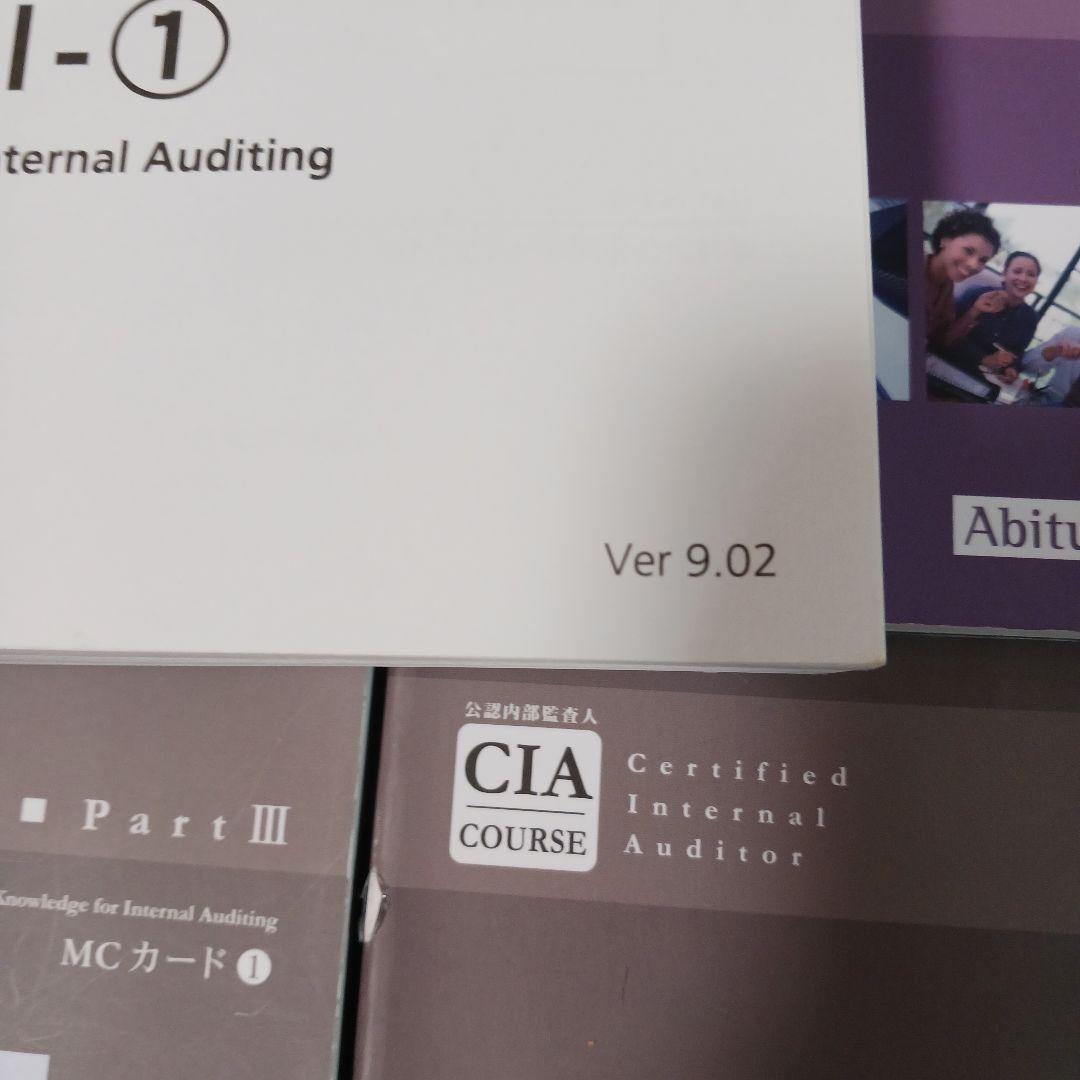 I-①
nternal Auditing
Ver 9.02
Abitu
公認内部監査人
CIA
COURSE
Certified
Internal
Auditor
■ Part Ⅲ
Knowledge for Internal Auditing
MCカード❶